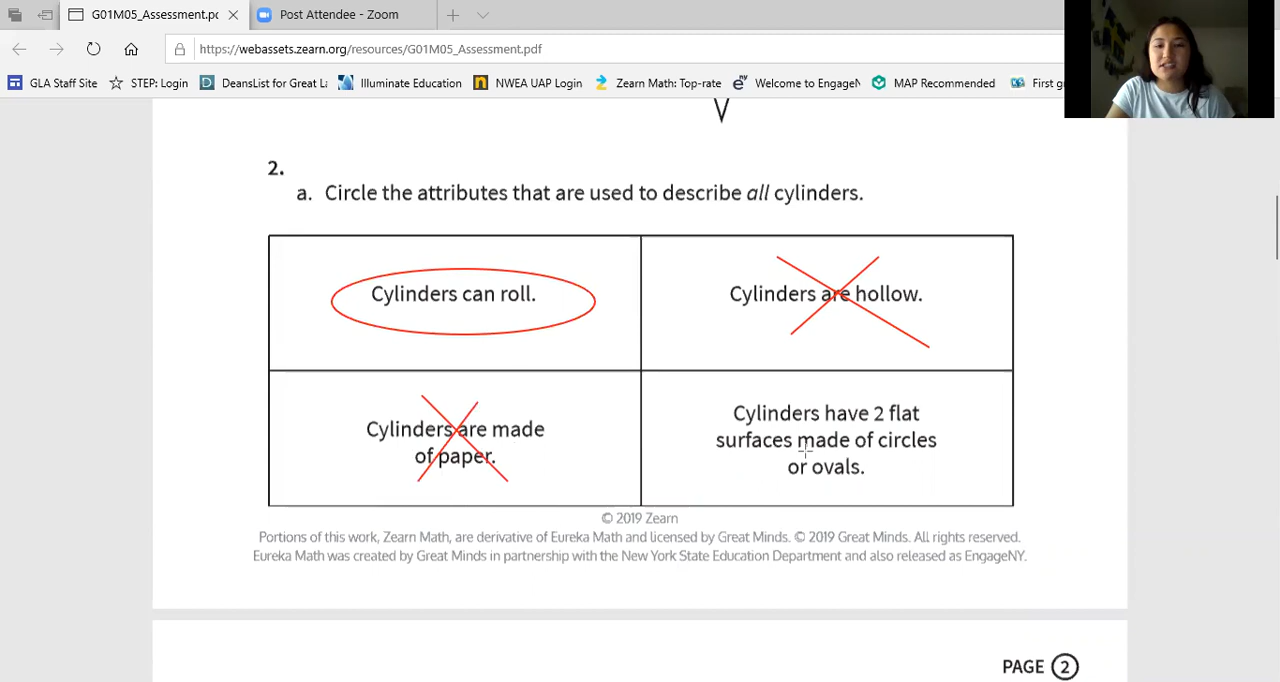 G01M05_Assessment.pc
Post Attendee - Zoom
https://webassets.zearn.org/resources/G01M05_Assessment.pdf
GLA Staff Site
STEP: Login
DeansList for Great La
Illuminate Education
NWEA UAP Login
Zearn Math: Top-rate
Welcome to EngageN
MAP Recommended
First g
2.
a. Circle the attributes that are used to describe all cylinders.
Cylinders can roll.
Cylinders are hollow.
Cylinders are made
of paper.
Cylinders have 2 flat
surfaces made of circles
or ovals.
© 2019 Zearn
Portions of this work, Zearn Math, are derivative of Eureka Math and licensed by Great Minds. © 2019 Great Minds. All rights reserved.
Eureka Math was created by Great Minds in partnership with the New York State Education Department and also released as EngageNY.
PAGE 2